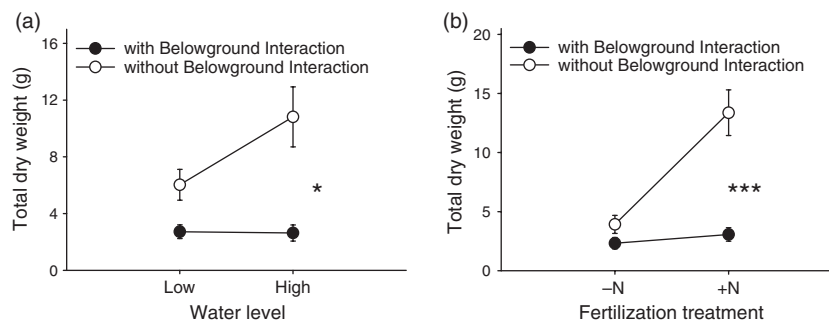 (a)
with Belowground Interaction
without Belowground Interaction
Total dry weight (g)
16
12
8
4
0
*
Low
High
Water level
(b)
with Belowground Interaction
without Belowground Interaction
Total dry weight (g)
20
15
10
5
0
***
–N
+N
Fertilization treatment